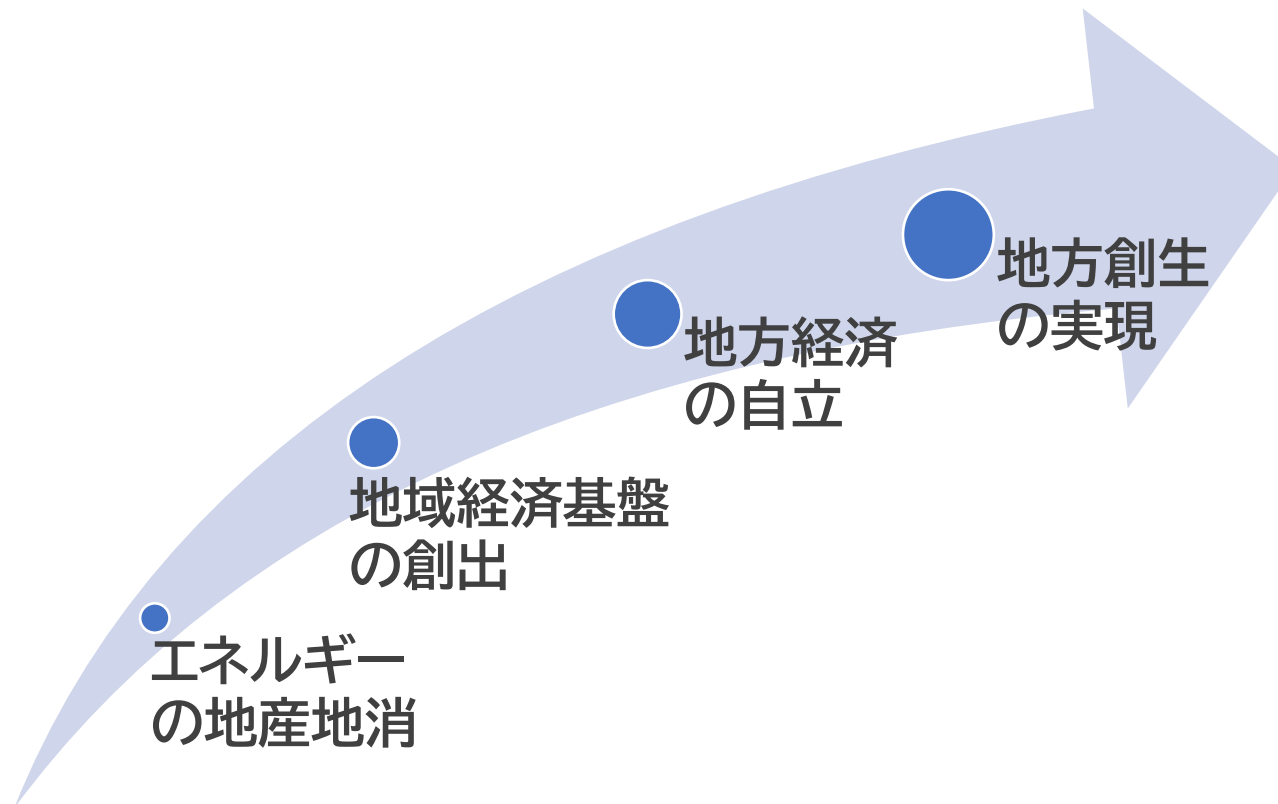 エネルギー
の地産地消
地域経済基盤
の創出
地方経済
の自立
地方創生
の実現